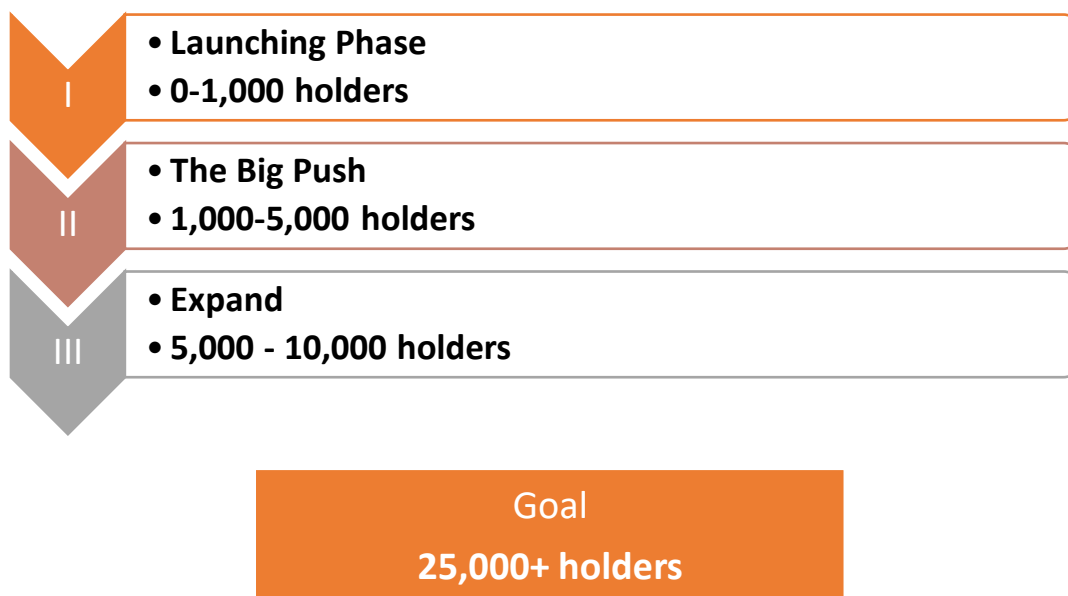 I
• Launching Phase
• 0-1,000 holders
II
• The Big Push
• 1,000-5,000 holders
III
• Expand
• 5,000 - 10,000 holders
Goal
25,000+ holders